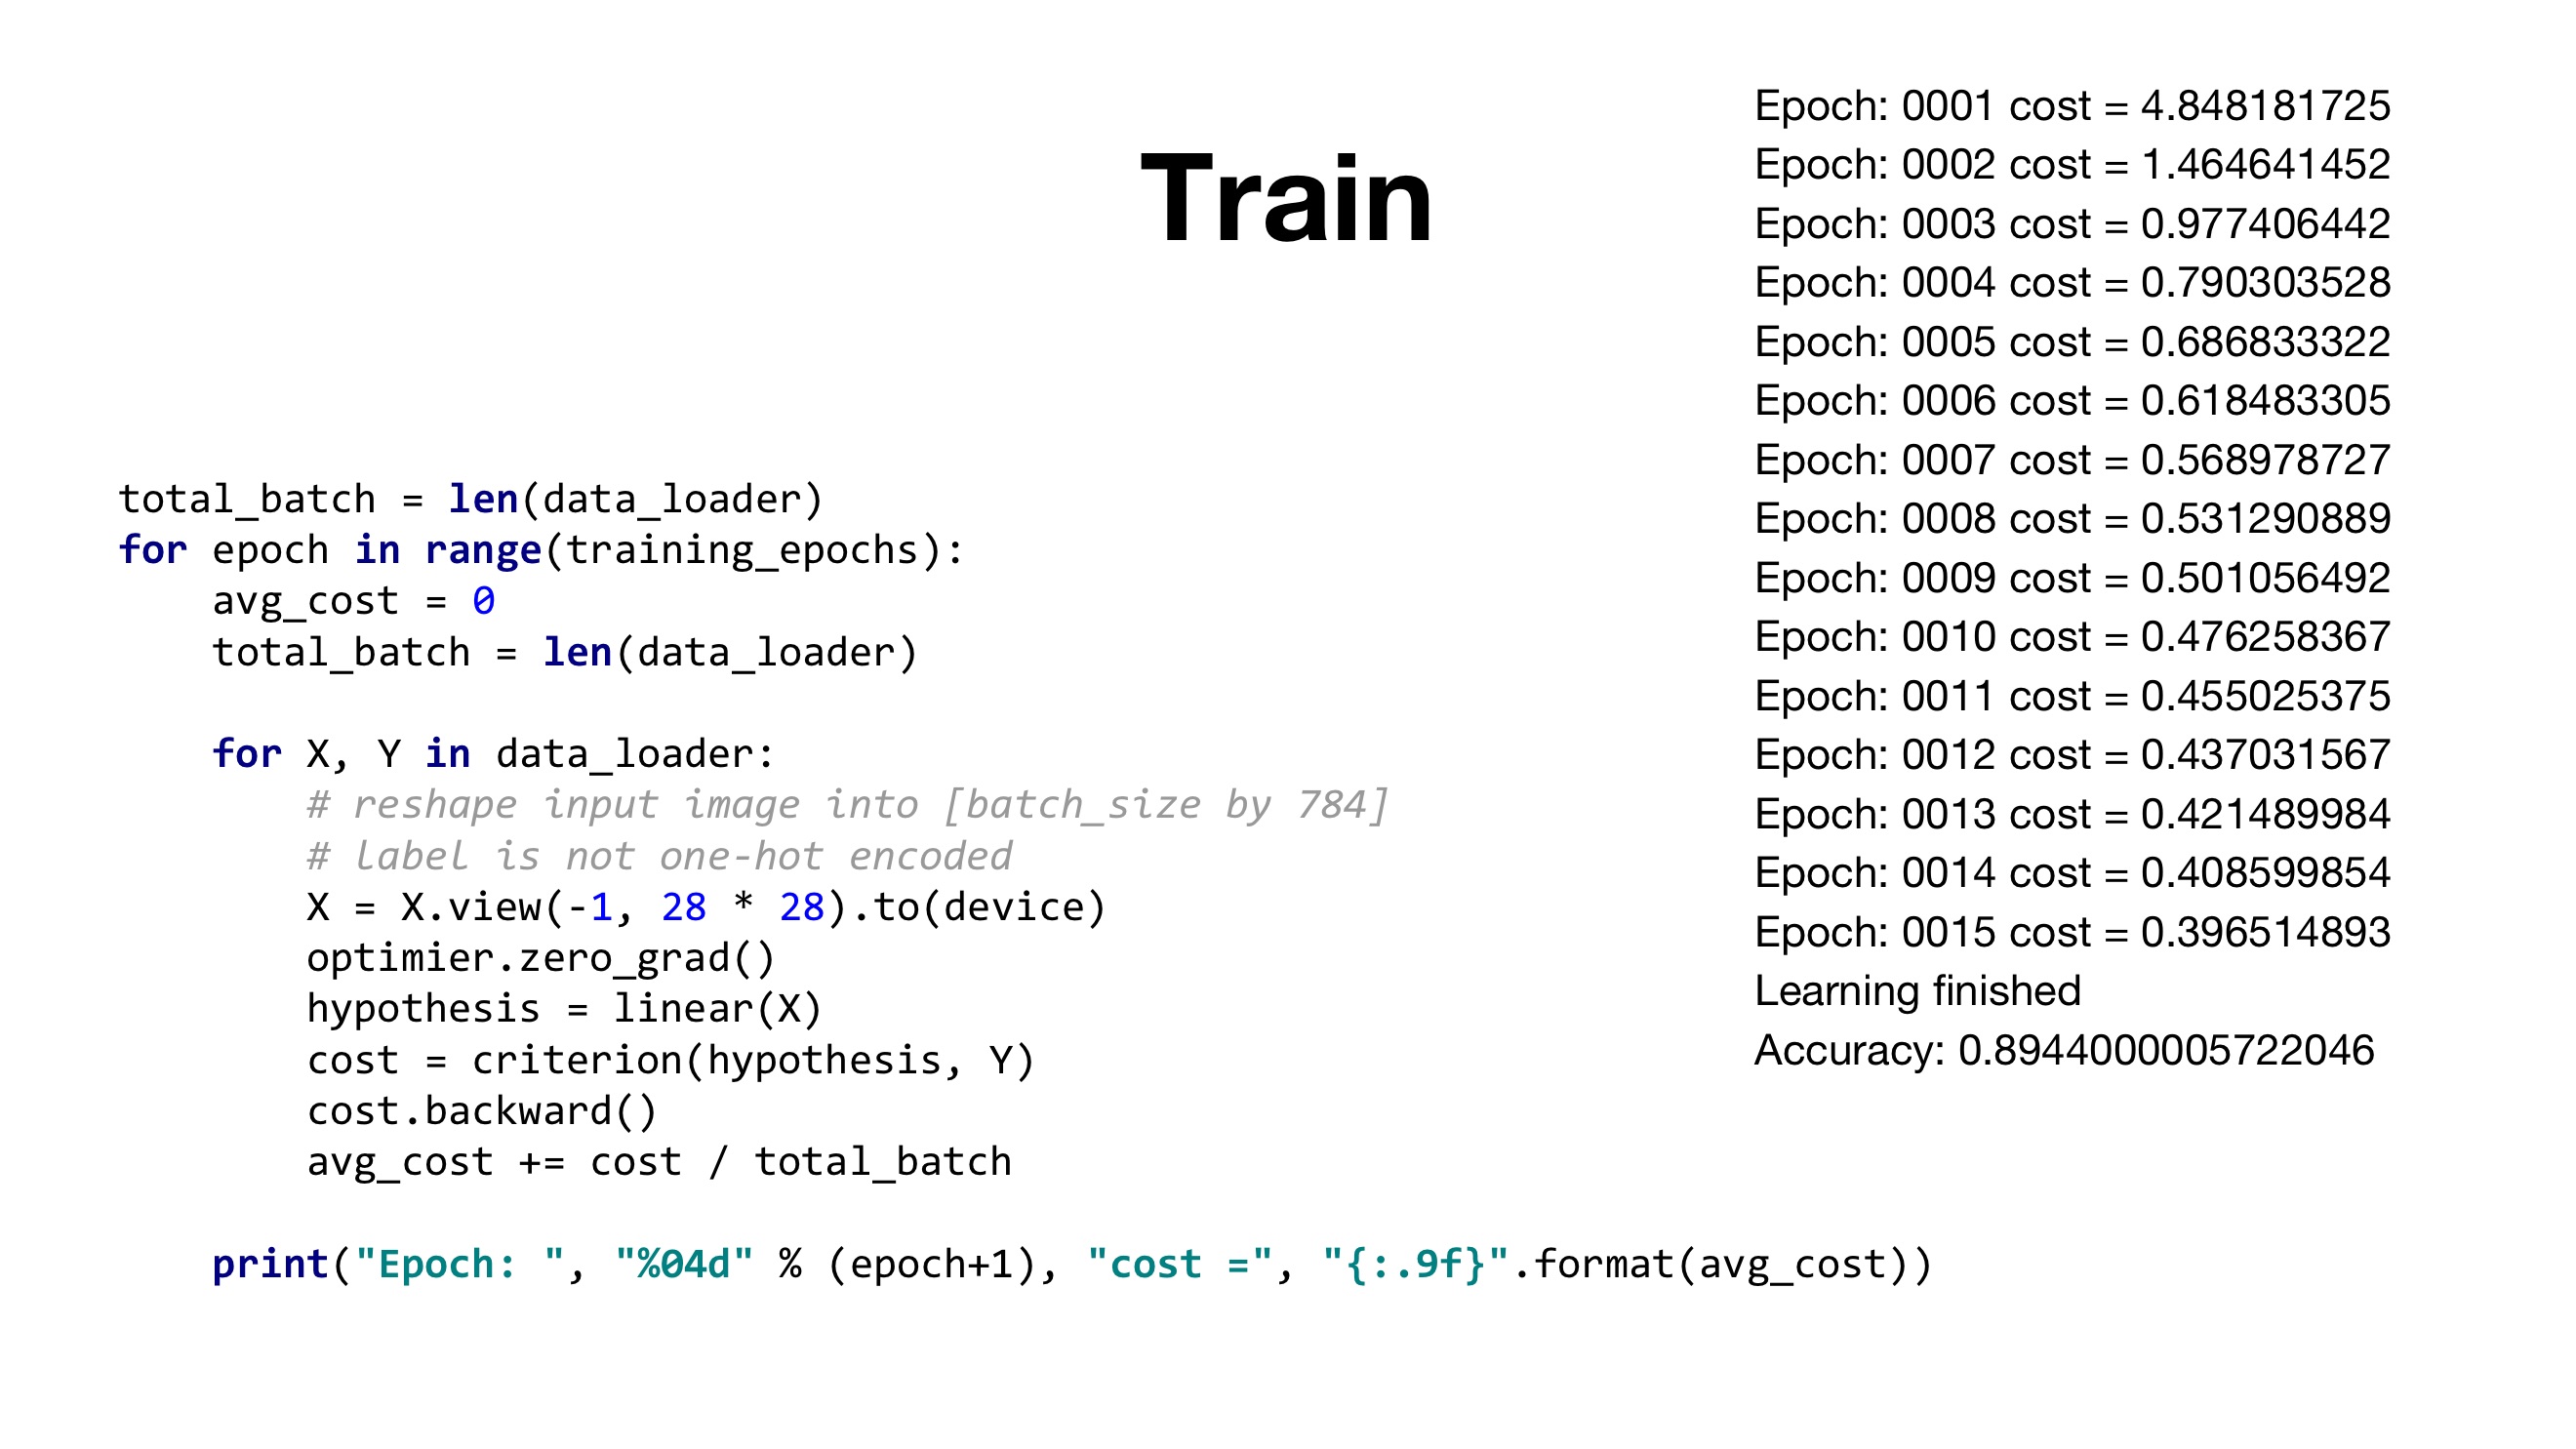 Train
total_batch = len(data_loader)
for epoch in range(training_epochs):
    avg_cost = 0
    total_batch = len(data_loader)

    for X, Y in data_loader:
        # reshape input image into [batch_size by 784]
        # label is not one-hot encoded
        X = X.view(-1, 28 * 28).to(device)
        optimier.zero_grad()
        hypothesis = linear(X)
        cost = criterion(hypothesis, Y)
        cost.backward()
        avg_cost += cost / total_batch

    print("Epoch: ", "%04d" % (epoch+1), "cost =", "{:.9f}".format(avg_cost))
Epoch: 0001 cost = 4.848181725
Epoch: 0002 cost = 1.464641452
Epoch: 0003 cost = 0.977406442
Epoch: 0004 cost = 0.790303528
Epoch: 0005 cost = 0.686833322
Epoch: 0006 cost = 0.618483305
Epoch: 0007 cost = 0.568978727
Epoch: 0008 cost = 0.531290889
Epoch: 0009 cost = 0.501056492
Epoch: 0010 cost = 0.476258367
Epoch: 0011 cost = 0.455025375
Epoch: 0012 cost = 0.437031567
Epoch: 0013 cost = 0.421489984
Epoch: 0014 cost = 0.408599854
Epoch: 0015 cost = 0.396514893
Learning finished
Accuracy: 0.8944000005722046